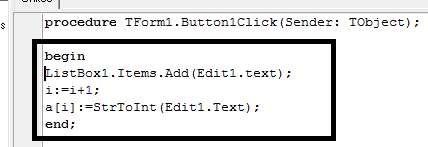 procedure TForm1.Button1Click(Sender: TObject);
begin
ListBox1.Items.Add(Edit1.text);
i:=i+1;
a[i]:=StrToInt(Edit1.Text);
end;